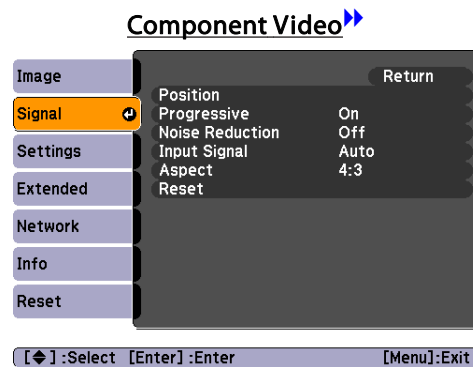 Component Video
Image
Signal
Settings
Extended
Network
Info
Reset
Return
Position
Progressive On
Noise Reduction Off
Input Signal Auto
Aspect 4:3
Reset
[◆] :Select [Enter] :Enter [Menu]:Exit